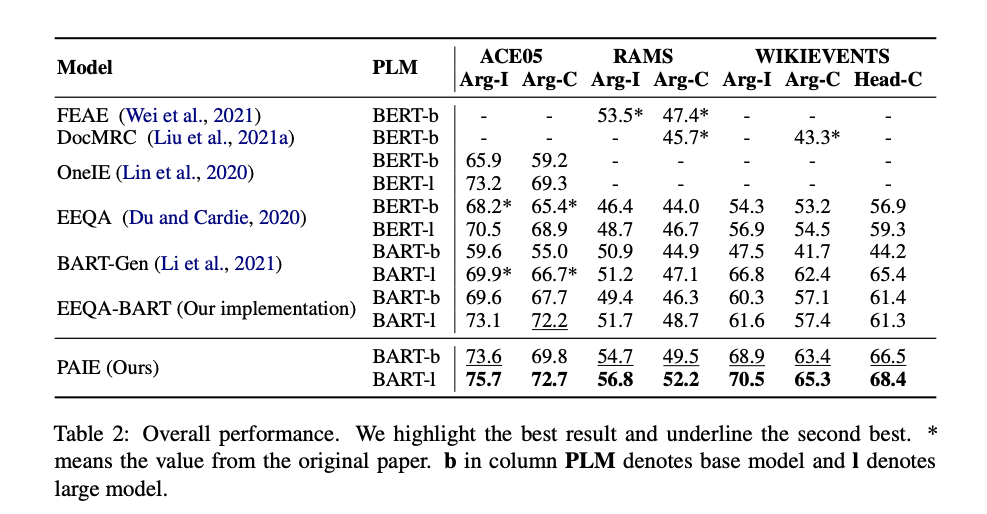 ACE05 RAMS WIKIEVENTS
Model PLM Arg-I Arg-C Arg-I Arg-C Arg-I Arg-C Head-C
FEAE (Wei et al., 2021) BERT-b - - 53.5* 47.4* - - -
DocMRC (Liu et al., 2021a) BERT-b - - - 45.7* - 43.3* -
OneIE (Lin et al., 2020) BERT-b 65.9 59.2 - - - - -
BERT-l 73.2 69.3 - - - - -
EEQA (Du and Cardie, 2020) BERT-b 68.2* 65.4* 46.4 44.0 54.3 53.2 56.9
BERT-l 70.5 68.9 48.7 46.7 56.9 54.5 59.3
BART-Gen (Li et al., 2021) BART-b 59.6 55.0 50.9 44.9 47.5 41.7 44.2
BART-l 69.9* 66.7* 51.2 47.1 66.8 62.4 65.4
EEQA-BART (Our implementation) BART-b 69.6 67.7 49.4 46.3 60.3 57.1 61.4
BART-l 73.1 72.2 51.7 48.7 61.6 57.4 61.3
PAIE (Ours) BART-b 73.6 69.8 54.7 49.5 68.9 63.4 66.5
BART-l 75.7 72.7 56.8 52.2 70.5 65.3 68.4
Table 2: Overall performance. We highlight the best result and underline the second best. *
means the value from the original paper. b in column PLM denotes base model and l denotes
large model.